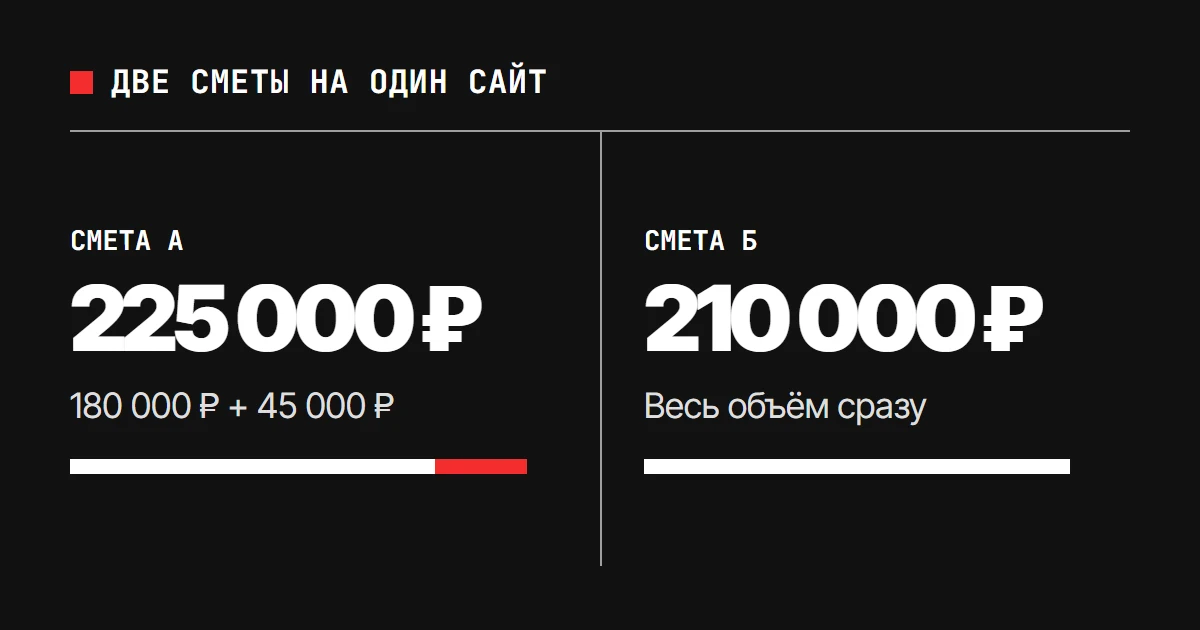 ДВЕ СМЕТЫ НА ОДИН САЙТ
СМЕТА А
225 000 ₽
180 000 ₽ + 45 000 ₽
СМЕТА Б
210 000 ₽
Весь объём сразу